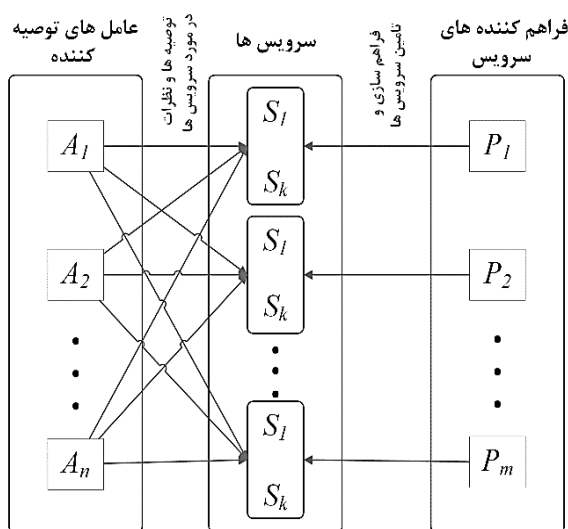 فراهم کننده های
سرویس
فراهم سازی و
تامین سرویس
ها
سرویس ها
توصیه ها و نظرات
در مورد سرویس ها
عامل های توصیه
کننده
A1
S1
Sk
P1
A2
S1
Sk
P2
An
S1
Sk
Pm